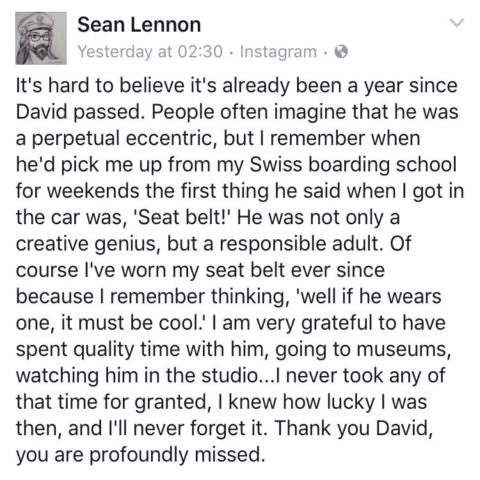 Sean Lennon
Yesterday at 02:30 · Instagram ·
It's hard to believe it's already been a year since
David passed. People often imagine that he was
a perpetual eccentric, but I remember when
he'd pick me up from my Swiss boarding school
for weekends the first thing he said when I got in
the car was, 'Seat belt!' He was not only a
creative genius, but a responsible adult. Of
course I've worn my seat belt ever since
because I remember thinking, 'well if he wears
one, it must be cool.' I am very grateful to have
spent quality time with him, going to museums,
watching him in the studio...I never took any of
that time for granted, I knew how lucky I was
then, and I'll never forget it. Thank you David,
you are profoundly missed.